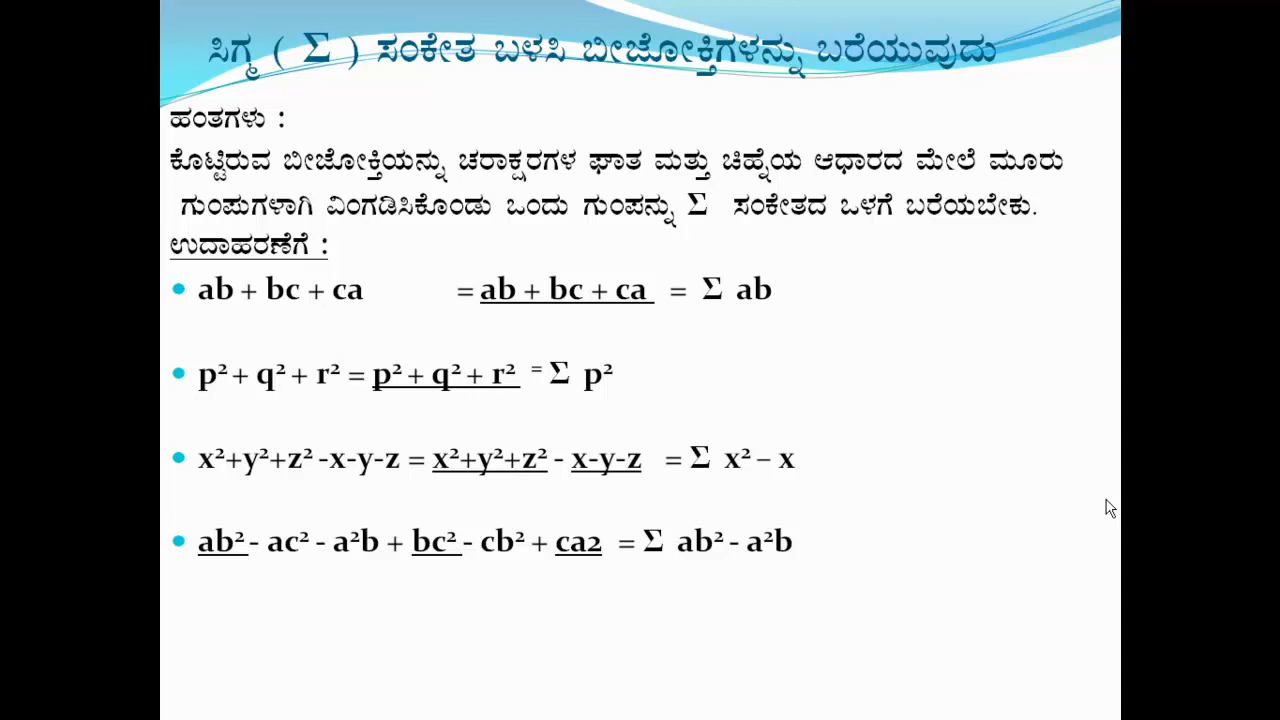 ಸಿಗ್ಮ ( Σ ) ಸಂಕೇತ ಬಳಸಿ ಬೀಜೋಕ್ತಿಗಳನ್ನು ಬರೆಯುವುದು
ಹಂತಗಳು :
ಕೊಟ್ಟಿರುವ ಬೀಜೋಕ್ತಿಯನ್ನು ಚರಾಕ್ಷರಗಳ ಘಾತ ಮತ್ತು ಚಿಹ್ನೆಯ ಆಧಾರದ ಮೇಲೆ ಮೂರು
ಗುಂಪುಗಳಾಗಿ ವಿಂಗಡಿಸಿಕೊಂಡು ಒಂದು ಗುಂಪನ್ನು Σ ಸಂಕೇತದ ಒಳಗೆ ಬರೆಯಬೇಕು.
ಉದಾಹರಣೆಗೆ :
• ab + bc + ca = ab + bc + ca = Σ ab
• p² + q² + r² = p² + q² + r² = Σ p²
• x²+y²+z² -x-y-z = x²+y²+z² - x-y-z = Σ x² – x
• ab² - ac² - a²b + bc² - cb² + ca2 = Σ ab² - a²b